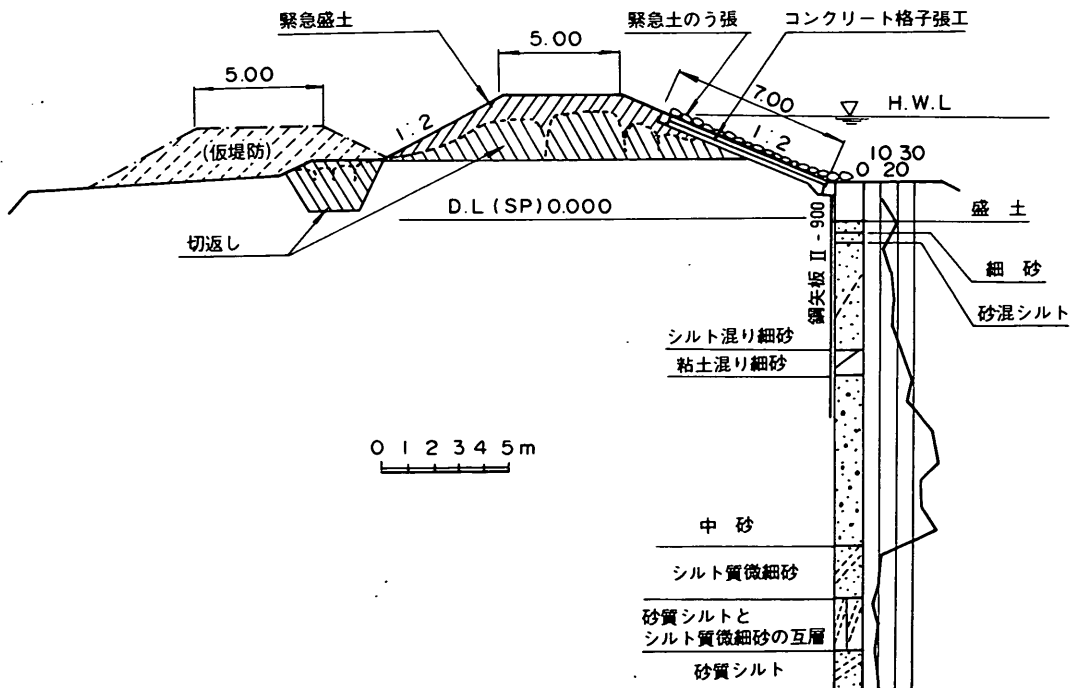 緊急盛土
緊急土のう張
コンクリート格子張工
5.00
5.00
7.00
H.W.L
1:2
1:2
(仮堤防)
0 10 20 30
D.L (SP) 0.000
切返し
鋼矢板 II - 900
盛土
細砂
砂混シルト
シルト混り細砂
粘土混り細砂
0 1 2 3 4 5m
中砂
シルト質微細砂
砂質シルトと
シルト質微細砂の互層
砂質シルト